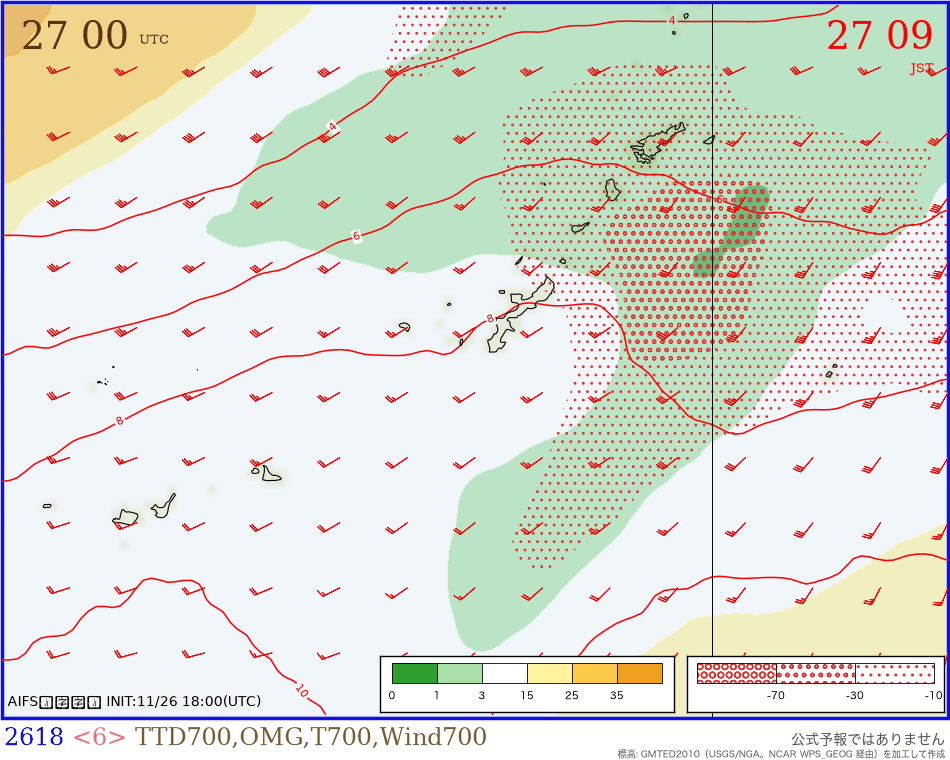 27 00 UTC
27 09
JST
4
4
6
6
8
8
10
0 1 3 15 25 35
-70 -30 -10
AIFS INIT:11/26 18:00(UTC)
2618 <6> TTD700,OMG,T700,Wind700
公式予報ではありません
標高: GMTED2010（USGS/NGA。NCAR WPS_GEOG 経由）を加工して作成